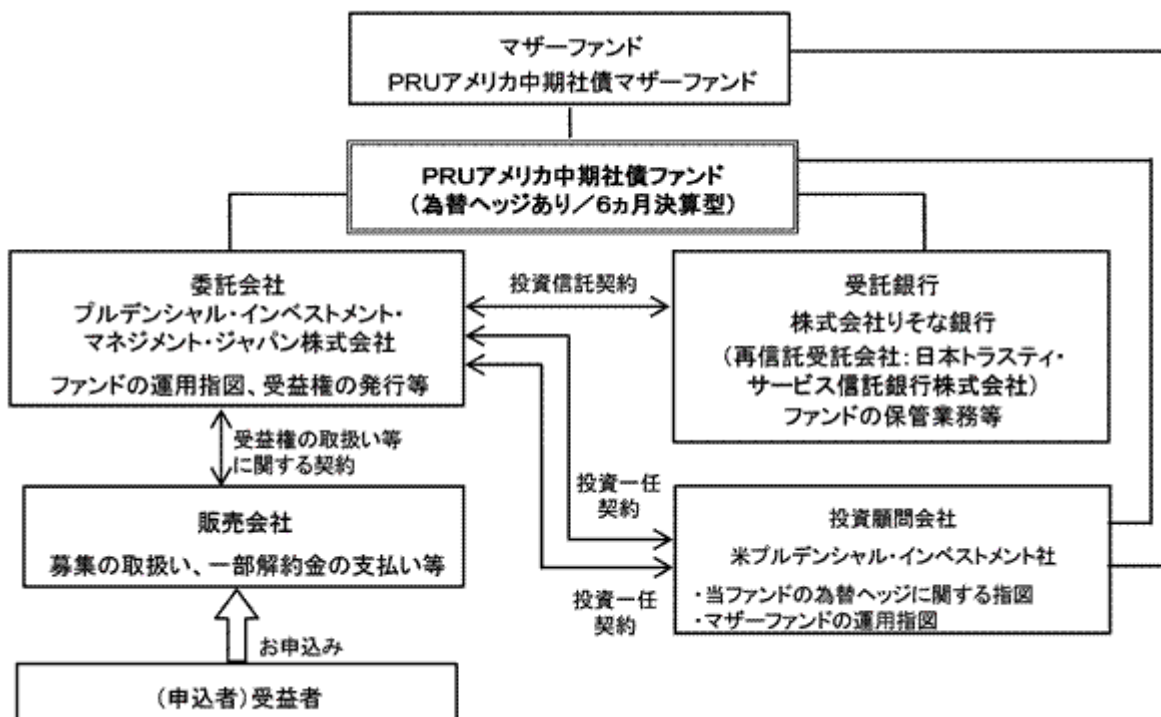 マザーファンド
PRUアメリカ中期社債マザーファンド
PRUアメリカ中期社債ファンド
(為替ヘッジあり/6ヵ月決算型)
委託会社
プルデンシャル・インベストメント・
マネジメント・ジャパン株式会社
ファンドの運用指図、受益権の発行等
投資信託契約
受託銀行
株式会社りそな銀行
(再信託受託会社:日本トラスティ・
サービス信託銀行株式会社)
ファンドの保管業務等
受益権の取扱い等
に関する契約
投資一任
契約
販売会社
募集の取扱い、一部解約金の支払い等
投資顧問会社
米プルデンシャル・インベストメント社
・当ファンドの為替ヘッジに関する指図
・マザーファンドの運用指図
投資一任
契約
お申込み
(申込者)受益者